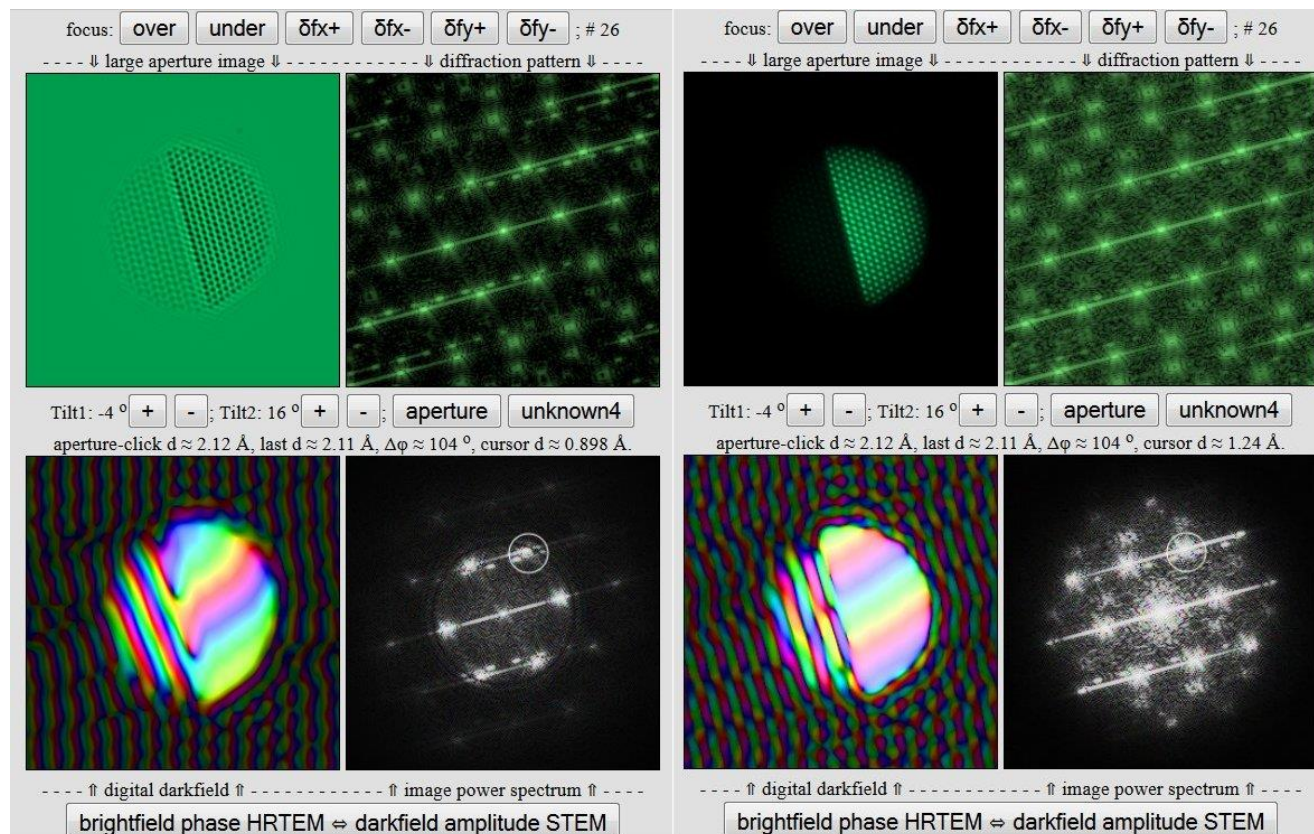 focus: over under δfx+ δfx- δfy+ δfy- ; # 26
- - - - ⇓ large aperture image ⇓ - - - - - - - - - - - - ⇓ diffraction pattern ⇓ - - - -
Tilt1: -4 º + - ; Tilt2: 16 º + - ; aperture unknown4
aperture-click d ≈ 2.12 Å, last d ≈ 2.11 Å, Δφ ≈ 104 º, cursor d ≈ 0.898 Å.
- - - - ⇑ digital darkfield ⇑ - - - - - - - - - - - - ⇑ image power spectrum ⇑ - - - -
brightfield phase HRTEM ⇔ darkfield amplitude STEM
focus: over under δfx+ δfx- δfy+ δfy- ; # 26
- - - - ⇓ large aperture image ⇓ - - - - - - - - - - - - ⇓ diffraction pattern ⇓ - - - -
Tilt1: -4 º + - ; Tilt2: 16 º + - ; aperture unknown4
aperture-click d ≈ 2.12 Å, last d ≈ 2.11 Å, Δφ ≈ 104 º, cursor d ≈ 1.24 Å.
- - - - ⇑ digital darkfield ⇑ - - - - - - - - - - - - ⇑ image power spectrum ⇑ - - - -
brightfield phase HRTEM ⇔ darkfield amplitude STEM